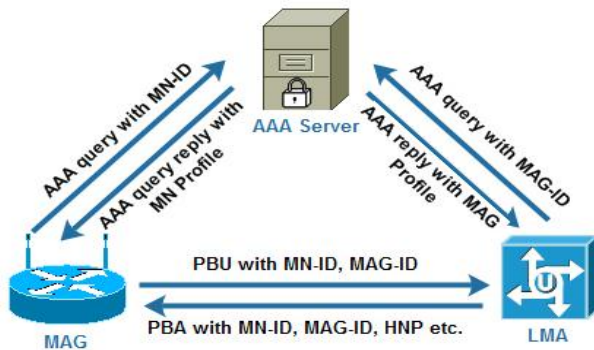 AAA Server
AAA query with MN-ID
AAA query reply with
MN Profile
AAA query with MAG-ID
AAA reply with MAG
Profile
PBU with MN-ID, MAG-ID
PBA with MN-ID, MAG-ID, HNP etc.
MAG
U
LMA